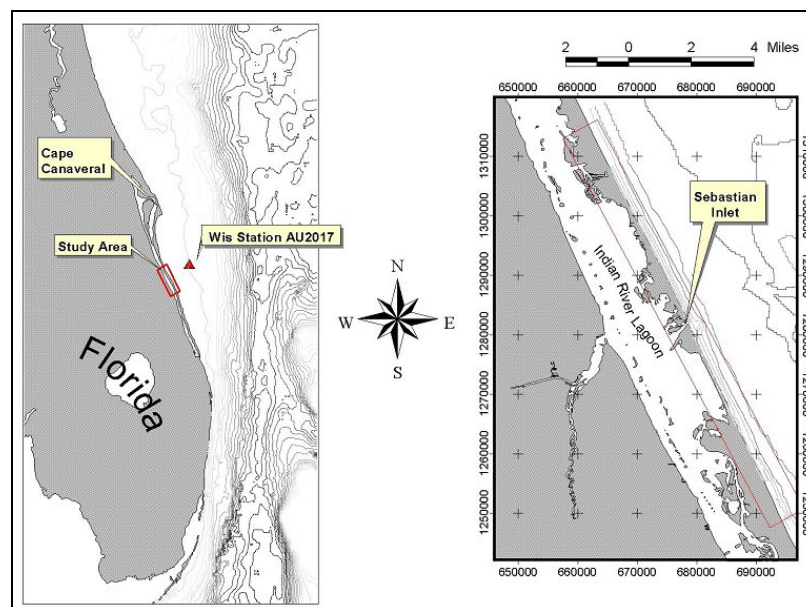 Cape
Canaveral
Study Area
Wis Station AU2017
Florida
N
W
E
S
2 0 2 4 Miles
650000 660000 670000 680000 690000
1310000
1300000
1290000
1280000
1270000
1260000
1250000
Sebastian
Inlet
Indian River Lagoon
650000 660000 670000 680000 690000